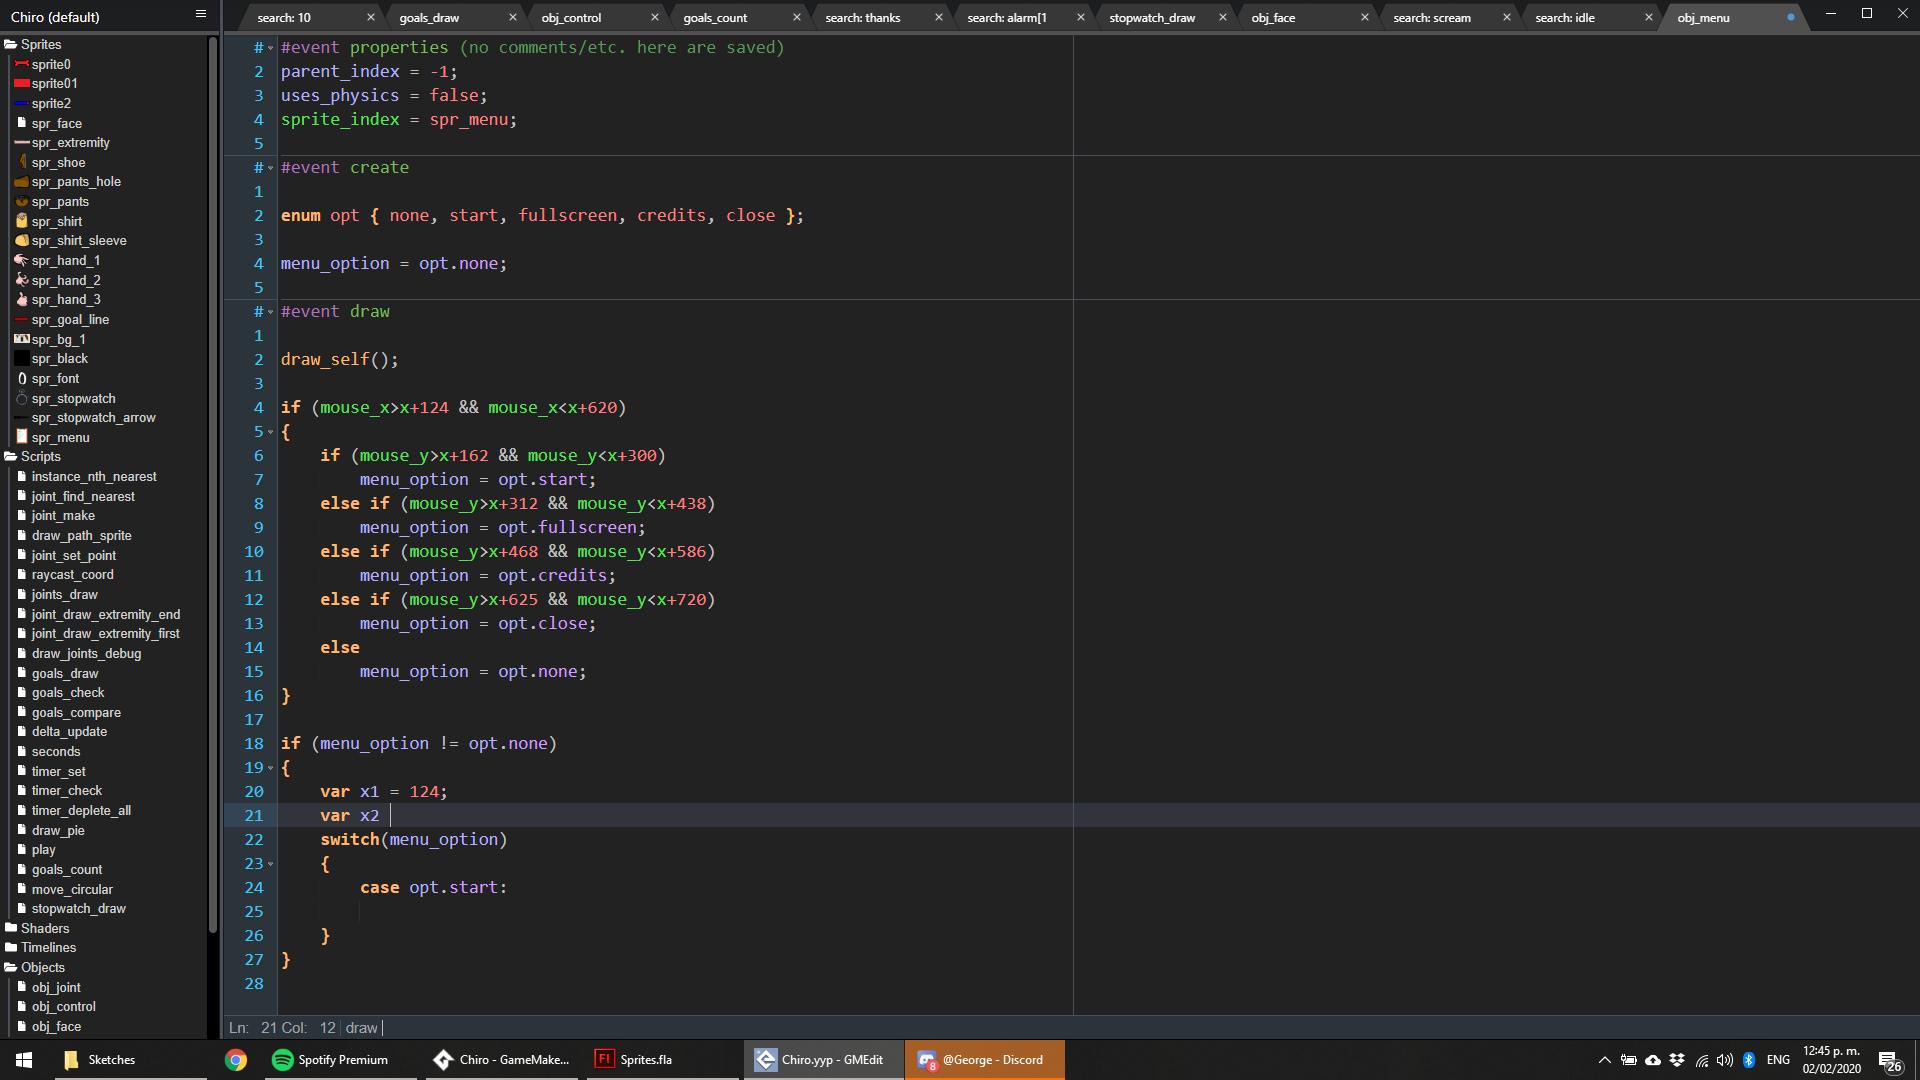 Chiro (default)
search: 10
goals_draw
obj_control
goals_count
search: thanks
search: alarm[1
stopwatch_draw
obj_face
search: scream
search: idle
obj_menu
Sprites
sprite0
sprite01
sprite2
spr_face
spr_extremity
spr_shoe
spr_pants_hole
spr_pants
spr_shirt
spr_shirt_sleeve
spr_hand_1
spr_hand_2
spr_hand_3
spr_goal_line
spr_bg_1
spr_black
spr_font
spr_stopwatch
spr_stopwatch_arrow
spr_menu
Scripts
instance_nth_nearest
joint_find_nearest
joint_make
draw_path_sprite
joint_set_point
raycast_coord
joints_draw
joint_draw_extremity_end
joint_draw_extremity_first
draw_joints_debug
goals_draw
goals_check
goals_compare
delta_update
seconds
timer_set
timer_check
timer_deplete_all
draw_pie
play
goals_count
move_circular
stopwatch_draw
Shaders
Timelines
Objects
obj_joint
obj_control
obj_face
# #event properties (no comments/etc. here are saved)
2 parent_index = -1;
3 uses_physics = false;
4 sprite_index = spr_menu;
5
# #event create
1
2 enum opt { none, start, fullscreen, credits, close };
3
4 menu_option = opt.none;
5
# #event draw
1
2 draw_self();
3
4 if (mouse_x>x+124 && mouse_x<x+620)
5 {
6 if (mouse_y>x+162 && mouse_y<x+300)
7 menu_option = opt.start;
8 else if (mouse_y>x+312 && mouse_y<x+438)
9 menu_option = opt.fullscreen;
10 else if (mouse_y>x+468 && mouse_y<x+586)
11 menu_option = opt.credits;
12 else if (mouse_y>x+625 && mouse_y<x+720)
13 menu_option = opt.close;
14 else
15 menu_option = opt.none;
16 }
17
18 if (menu_option != opt.none)
19 {
20 var x1 = 124;
21 var x2
22 switch(menu_option)
23 {
24 case opt.start:
25
26 }
27 }
28
Ln: 21 Col: 12 draw
Sketches
Spotify Premium
Chiro - GameMake...
Fl Sprites.fla
Chiro.yyp - GMEdit
8 @George - Discord
ENG
12:45 p. m.
02/02/2020
26